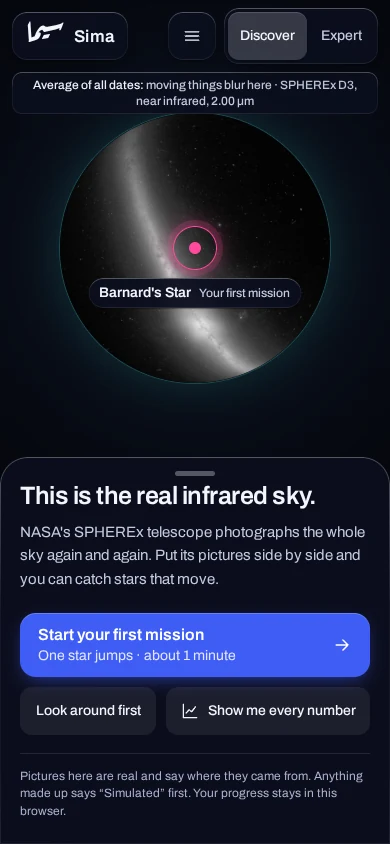 Sima
Discover
Expert
Average of all dates: moving things blur here · SPHEREx D3,
near infrared, 2.00 µm
Barnard's Star Your first mission
This is the real infrared sky.
NASA's SPHEREx telescope photographs the whole
sky again and again. Put its pictures side by side and
you can catch stars that move.
Start your first mission
One star jumps · about 1 minute
Look around first
Show me every number
Pictures here are real and say where they came from. Anything
made up says “Simulated” first. Your progress stays in this
browser.